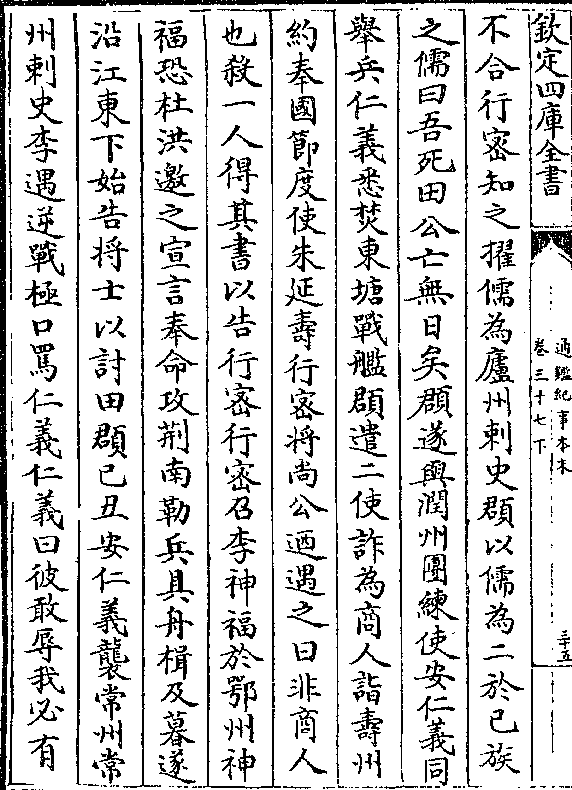 欽定四庫全書
通鑑紀事本末
卷三十七下
三十五
不合行密知之擢儒為廬州刺史頵以儒為二於已族
之儒曰吾死田公亡無日矣頵遂與潤州團練使安仁義同
舉兵仁義悉焚東塘戰艦頵遣二使詐為商人詣壽州
約奉國節度使朱延壽行密將尚公迺遇之曰非商人
也殺一人得其書以告行密行密召李神福於鄂州神
福恐杜洪邀之宣言奉命攻荆南勒兵具舟楫及暮遂
沿江東下始告將士以討田頵己丑安仁義襲常州常
州刺史李遇逆戰極口罵仁義仁義曰彼敢辱我必有